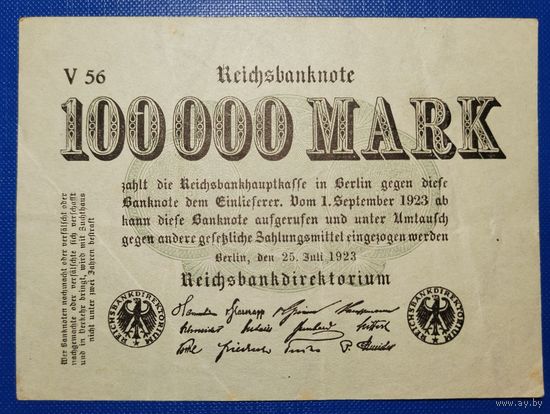 V 56
Reichsbanknote
100000 MARK
zahlt die Reichsbankhauptkasse in Berlin gegen diese
Banknote dem Einlieferer. Vom 1. September 1923 ab
kann diese Banknote aufgerufen und unter Umtausch
gegen andere gesetzliche Zahlungsmittel eingezogen werden
Berlin, den 25. Juli 1923
Reichsbankdirektorium
Wer Banknoten nachmacht oder verfälscht oder
nachgemachte oder verfälschte sich verschafft
und in Verkehr bringt, wird mit Zuchthaus
nicht unter zwei Jahren bestraft
REICHSBANKDIREKTORIUM
REICHSBANKDIREKTORIUM
www.ay.by